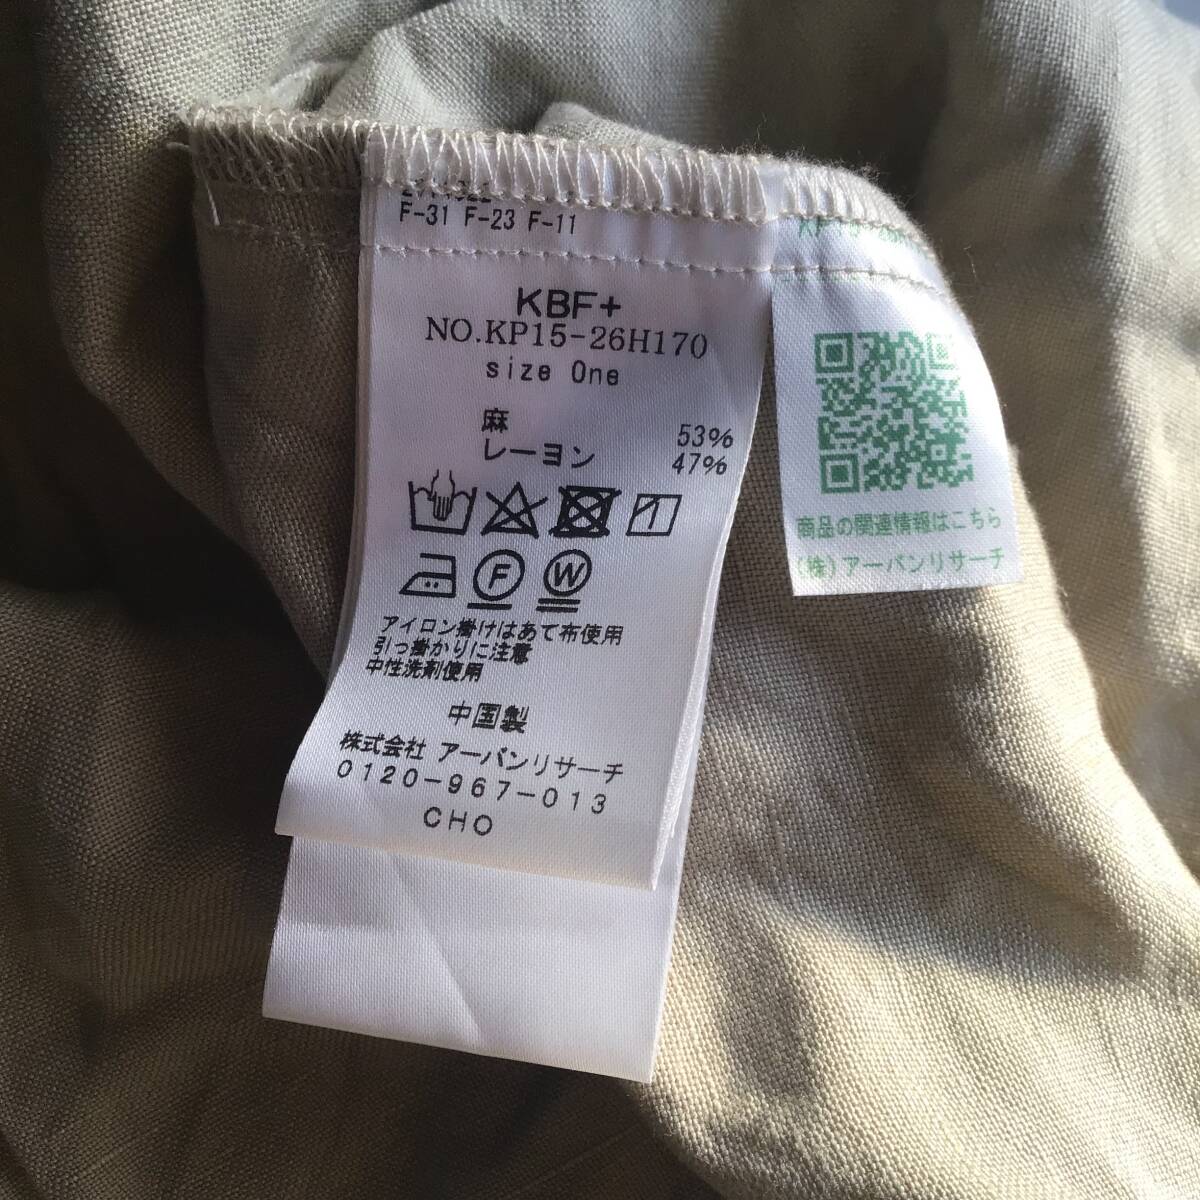 F-31 F-23 F-11
KBF+
NO.KP15-26H170
size One
麻 53%
レーヨン 47%
F
W
アイロン掛けはあて布使用
引っ掛かりに注意
中性洗剤使用
中国製
株式会社 アーバンリサーチ
0120-967-013
CHO
商品の関連情報はこちら
(株)アーバンリサーチ